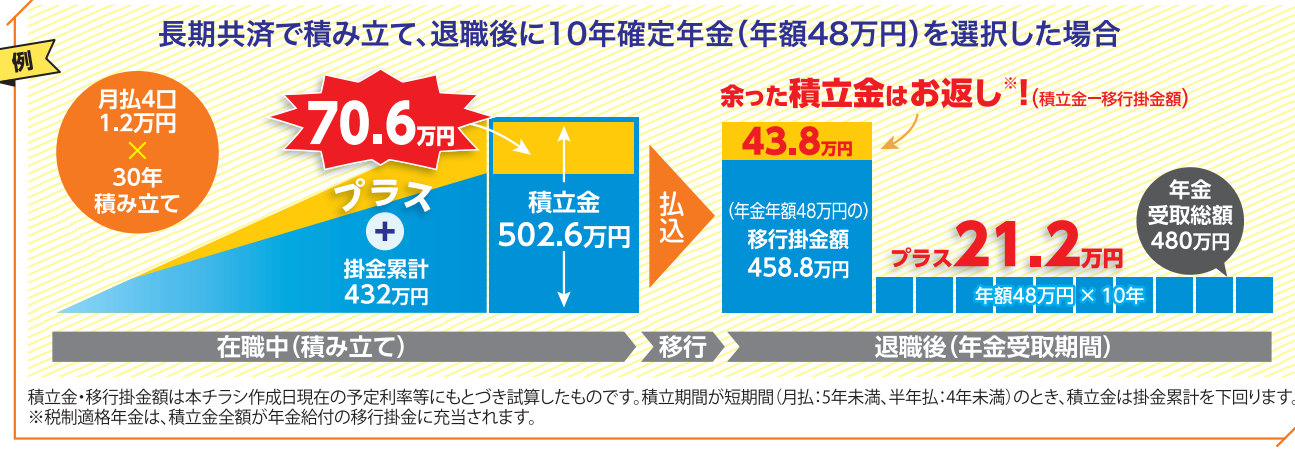 長期共済で積み立て、退職後に10年確定年金(年額48万円)を選択した場合
例
月払4口
1.2万円
×
30年
積み立て
70.6万円
プラス
+
掛金累計
432万円
積立金
502.6万円
払込
余った積立金はお返し※!(積立金ー移行掛金額)
43.8万円
(年金年額48万円の)
移行掛金額
458.8万円
プラス21.2万円
年金
受取総額
480万円
年額48万円×10年
在職中(積み立て)
移行
退職後(年金受取期間)
積立金・移行掛金額は本チラシ作成日現在の予定利率等にもとづき試算したものです。積立期間が短期間(月払:5年未満、半年払:4年未満)のとき、積立金は掛金累計を下回ります。
※税制適格年金は、積立金全額が年金給付の移行掛金に充当されます。